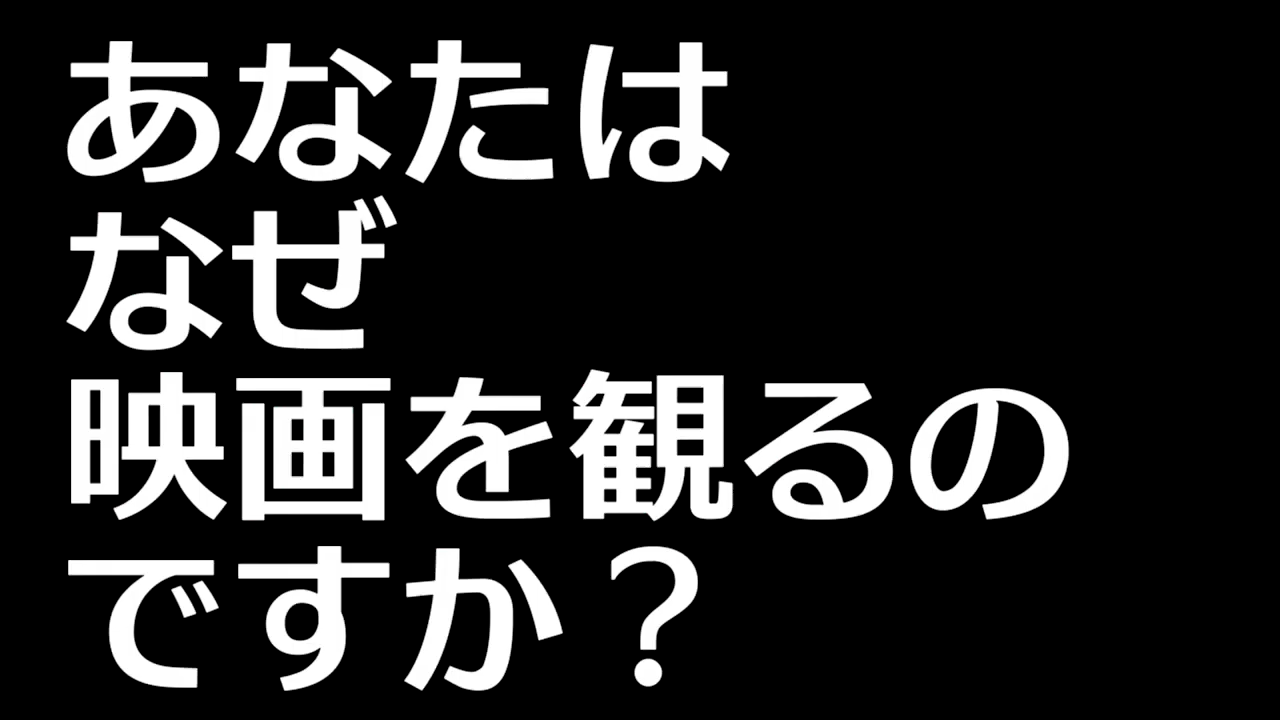 あなたは
なぜ
映画を観るの
ですか？